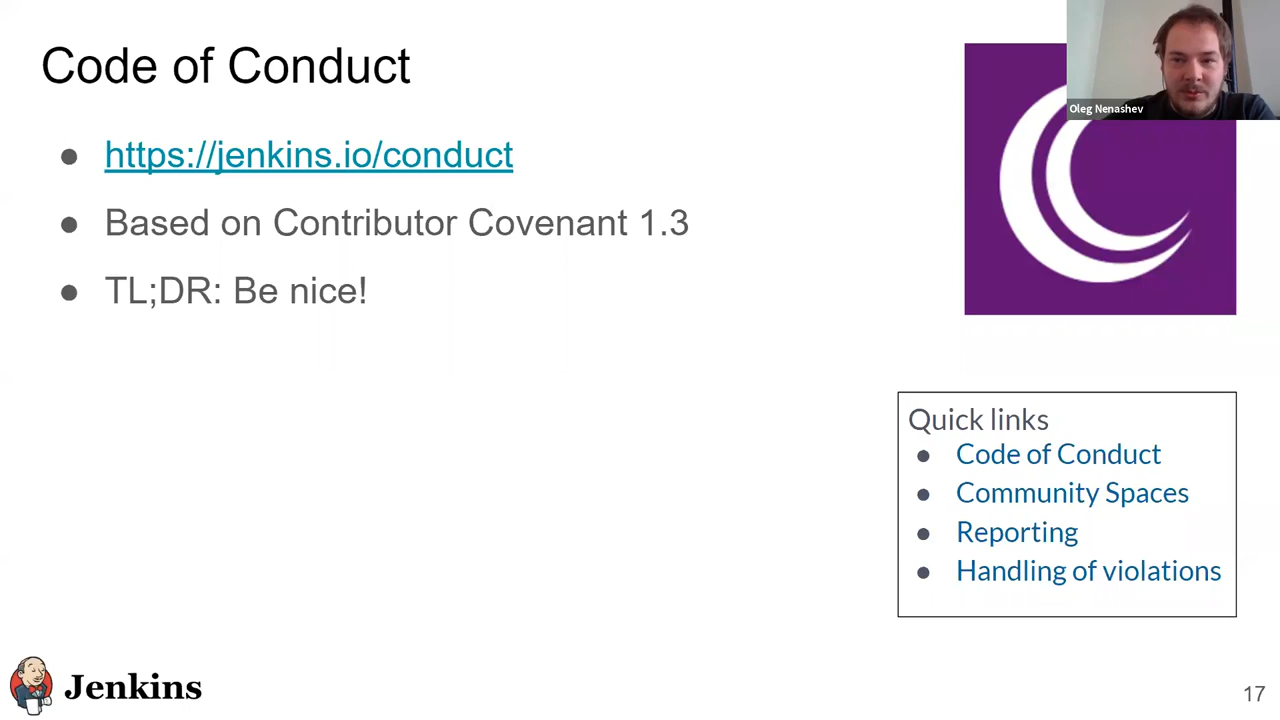 Code of Conduct
Oleg Nenashev
● https://jenkins.io/conduct
● Based on Contributor Covenant 1.3
● TL;DR: Be nice!
Quick links
● Code of Conduct
● Community Spaces
● Reporting
● Handling of violations
Jenkins
17